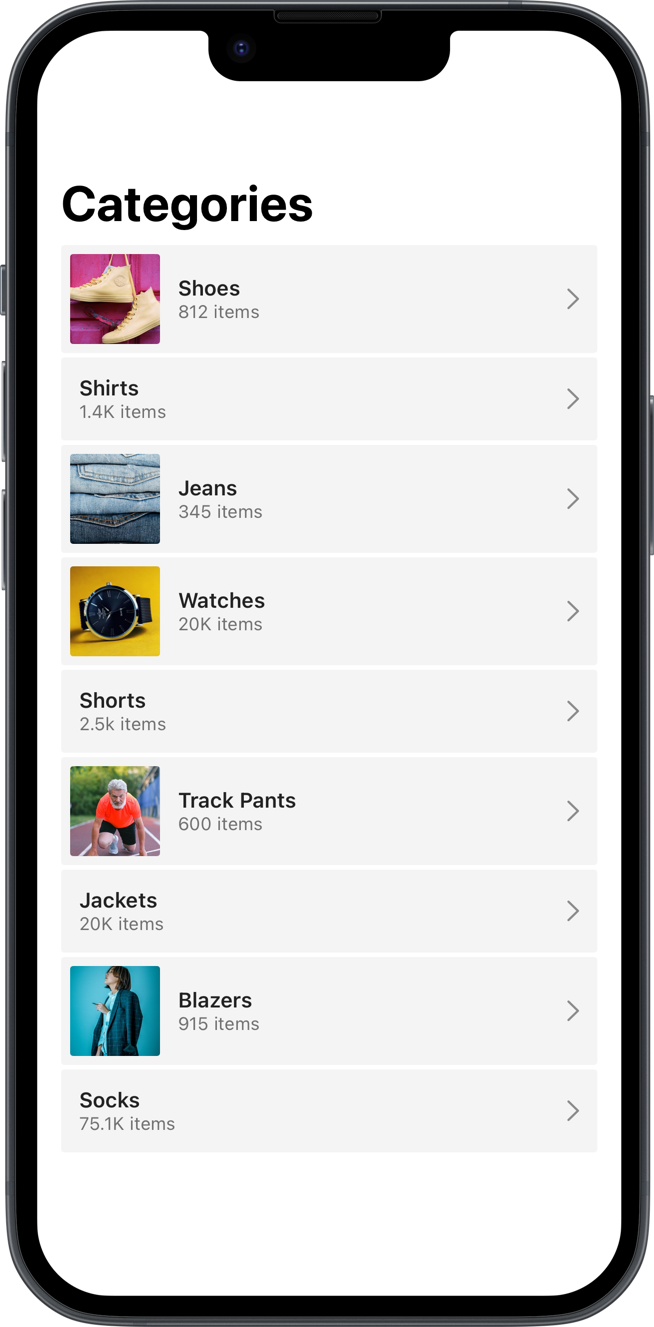 Categories
Shoes
812 items
Shirts
1.4K items
Jeans
345 items
Watches
20K items
Shorts
2.5k items
Track Pants
600 items
Jackets
20K items
Blazers
915 items
Socks
75.1K items